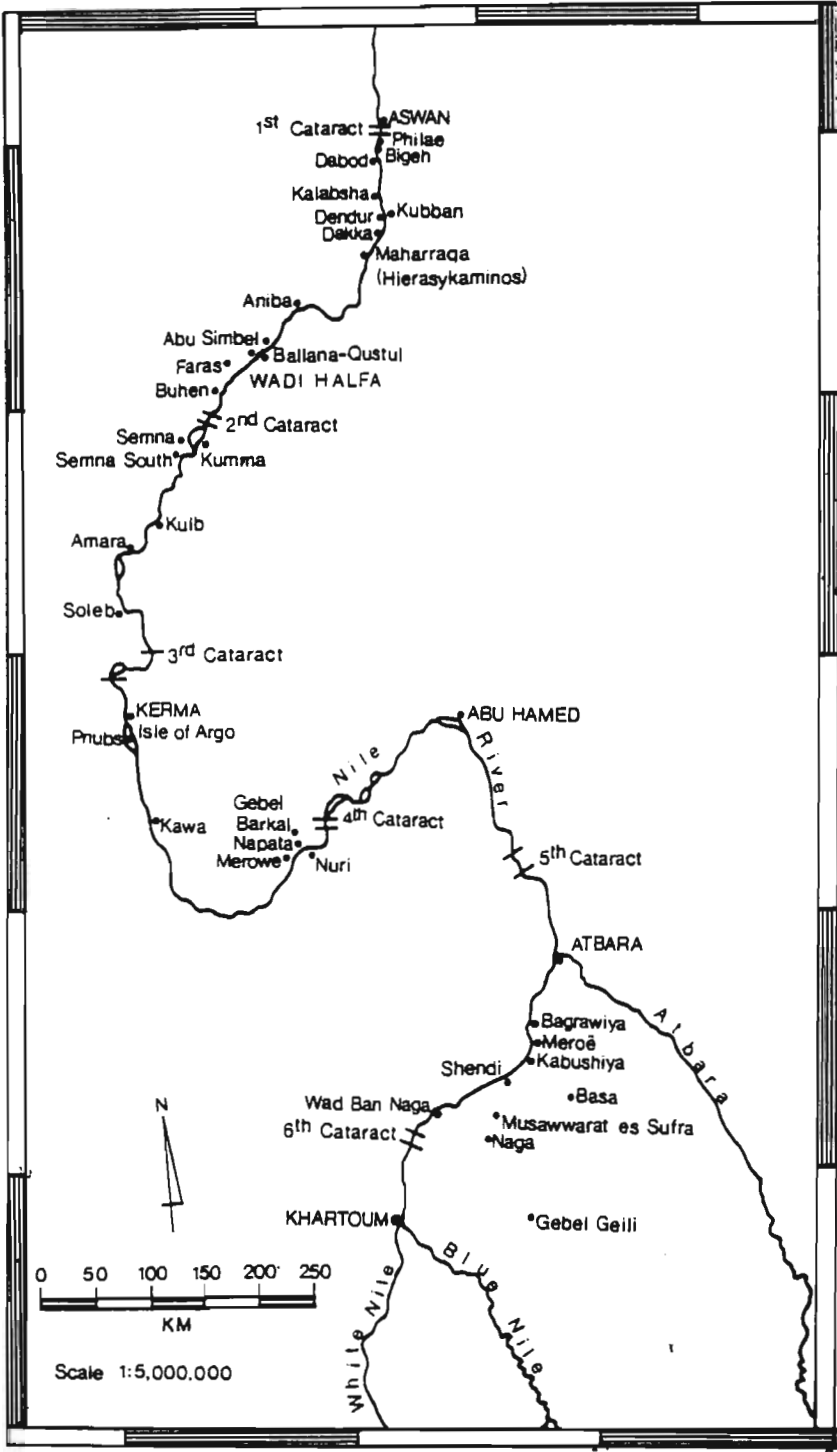 ASWAN
1st Cataract
Philae
Bigeh
Dabod
Kalabsha
Kubban
Dendur
Dakka
Maharraqa
(Hierasykaminos)
Aniba
Abu Simbel
Ballana-Qustul
Faras
WADI HALFA
Buhen
2nd Cataract
Semna
Semna South
Kumma
Kulb
Amara
Soleb
3rd Cataract
KERMA
Isle of Argo
Pnubs
ABU HAMED
Nile
River
Gebel
Barkal
4th Cataract
Kawa
Napata
Merowe
Nuri
5th Cataract
ATBARA
Atbara
Bagrawiya
Meroë
Kabushiya
Shendi
Basa
Wad Ban Naga
Musawwarat es Sufra
6th Cataract
Naga
N
KHARTOUM
Gebel Geili
Blue Nile
White Nile
0 50 100 150 200 250
KM
Scale 1:5,000.000